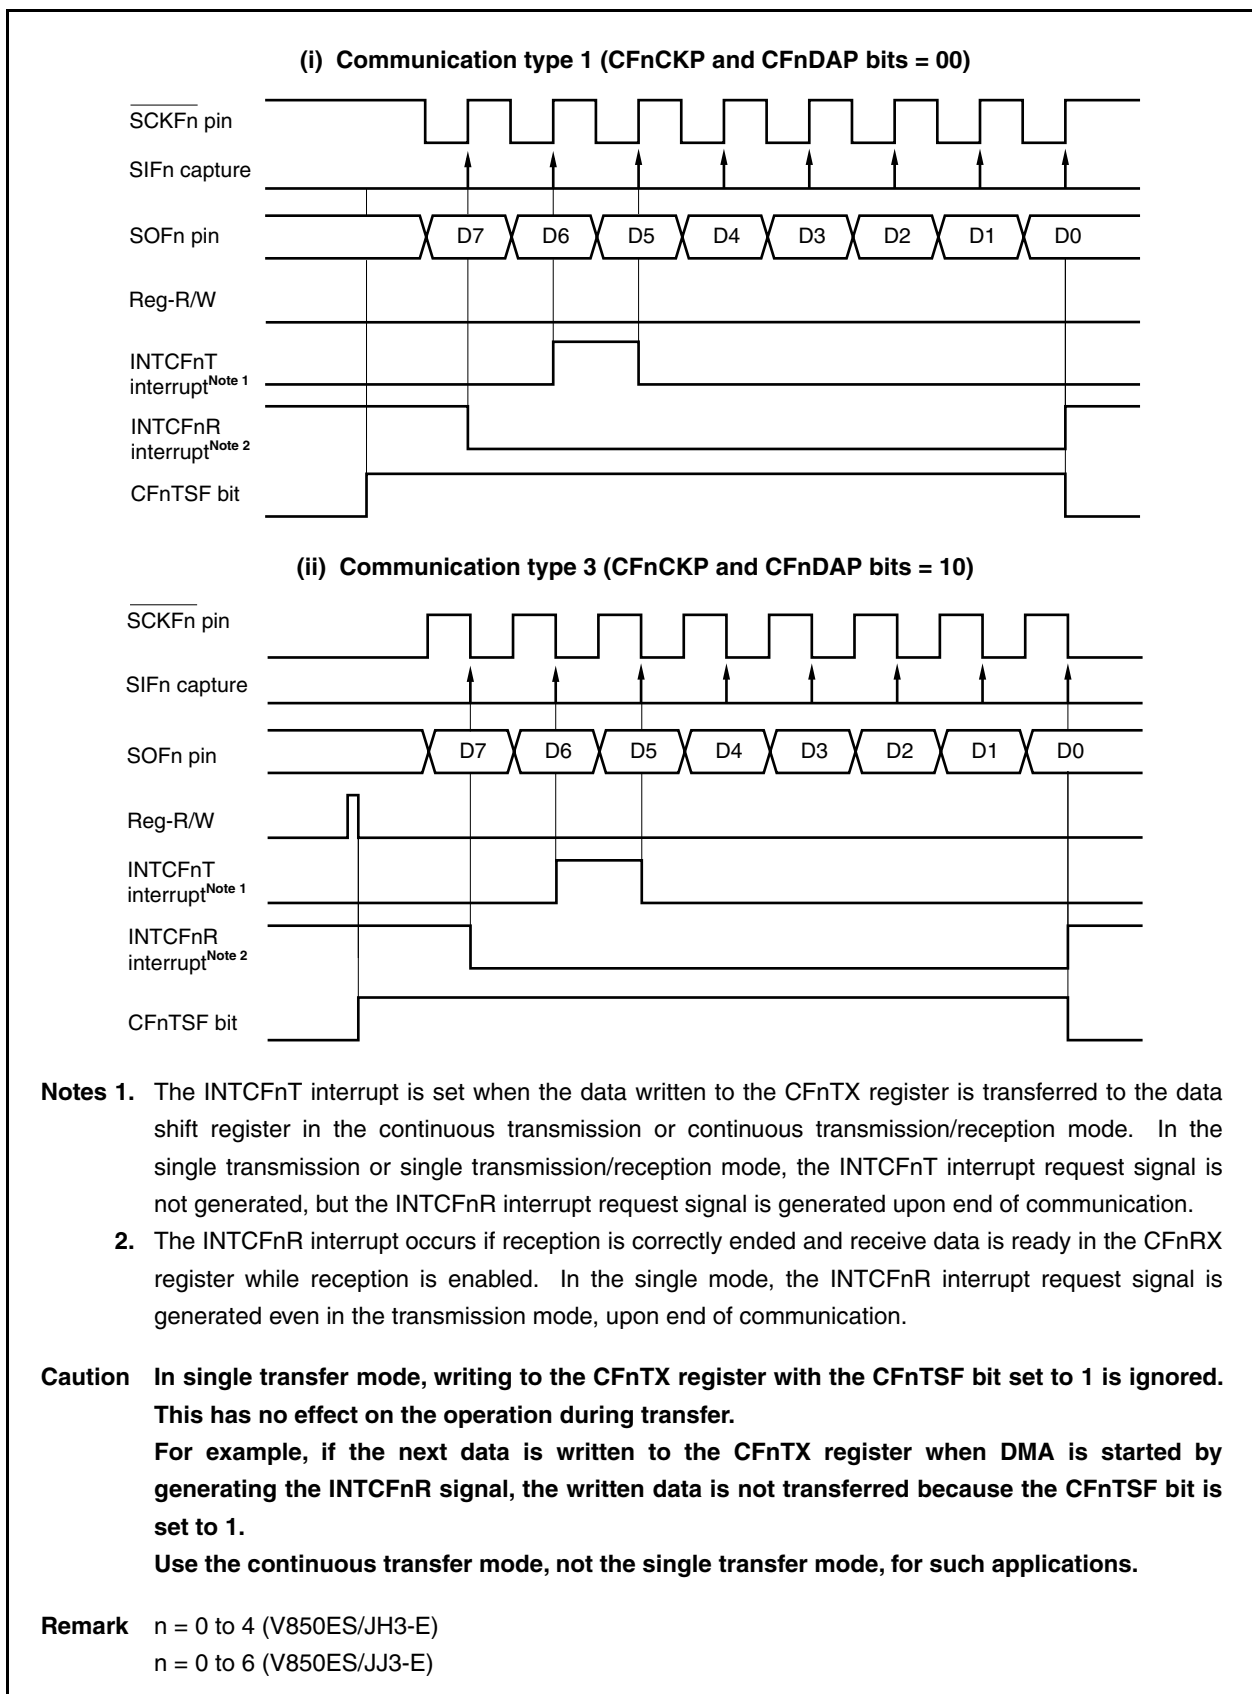 (i) Communication type 1 (CFnCKP and CFnDAP bits = 00)
SCKFn pin
SIFn capture
SOFn pin D7 D6 D5 D4 D3 D2 D1 D0
Reg-R/W
INTCFnT
interruptNote 1
INTCFnR
interruptNote 2
CFnTSF bit
(ii) Communication type 3 (CFnCKP and CFnDAP bits = 10)
SCKFn pin
SIFn capture
SOFn pin D7 D6 D5 D4 D3 D2 D1 D0
Reg-R/W
INTCFnT
interruptNote 1
INTCFnR
interruptNote 2
CFnTSF bit
Notes 1. The INTCFnT interrupt is set when the data written to the CFnTX register is transferred to the data
shift register in the continuous transmission or continuous transmission/reception mode. In the
single transmission or single transmission/reception mode, the INTCFnT interrupt request signal is
not generated, but the INTCFnR interrupt request signal is generated upon end of communication.
2. The INTCFnR interrupt occurs if reception is correctly ended and receive data is ready in the CFnRX
register while reception is enabled. In the single mode, the INTCFnR interrupt request signal is
generated even in the transmission mode, upon end of communication.
Caution In single transfer mode, writing to the CFnTX register with the CFnTSF bit set to 1 is ignored.
This has no effect on the operation during transfer.
For example, if the next data is written to the CFnTX register when DMA is started by
generating the INTCFnR signal, the written data is not transferred because the CFnTSF bit is
set to 1.
Use the continuous transfer mode, not the single transfer mode, for such applications.
Remark n = 0 to 4 (V850ES/JH3-E)
n = 0 to 6 (V850ES/JJ3-E)